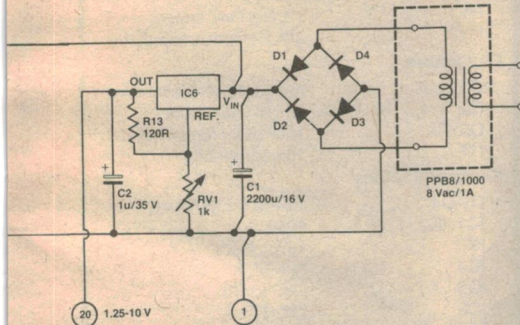 D1
D4
OUT
IC6
VIN
REF.
R13
120R
D2
D3
+
C2
1u/35 V
RV1
1k
+
C1
2200u/16 V
PPB8/1000
8 Vac/1A
20
1.25-10 V
1